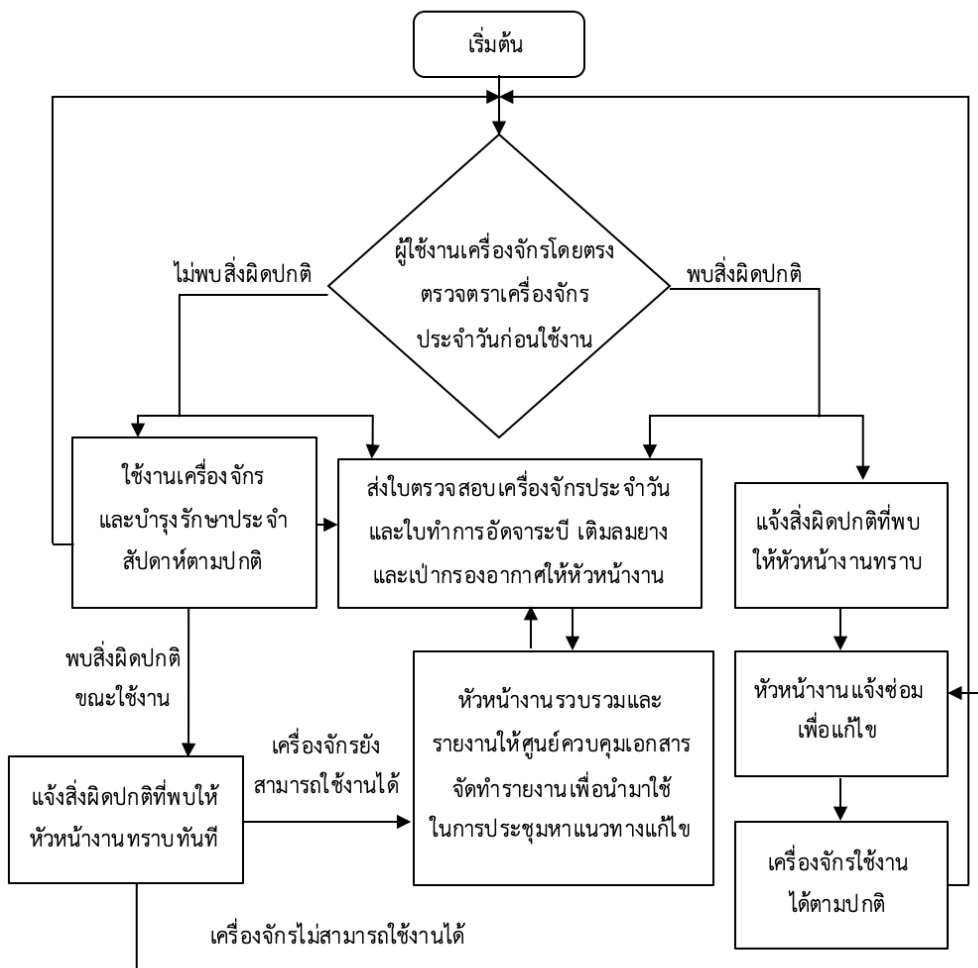 เริ่มต้น
ผู้ใช้งานเครื่องจักรโดยตรง
ตรวจตราเครื่องจักร
ประจำวันก่อนใช้งาน
ไม่พบสิ่งผิดปกติ
พบสิ่งผิดปกติ
ใช้งานเครื่องจักร
และบำรุงรักษาประจำ
สัปดาห์ตามปกติ
ส่งใบตรวจสอบเครื่องจักรประจำวัน
และใบทำการอัดจาระบี เติมลมยาง
และเป่ากรองอากาศให้หัวหน้างาน
แจ้งสิ่งผิดปกติที่พบ
ให้หัวหน้างานทราบ
พบสิ่งผิดปกติ
ขณะใช้งาน
หัวหน้างานรวบรวมและ
รายงานให้ศูนย์ควบคุมเอกสาร
จัดทำรายงานเพื่อนำมาใช้
ในการประชุมหาแนวทางแก้ไข
หัวหน้างานแจ้งซ่อม
เพื่อแก้ไข
เครื่องจักรยัง
สามารถใช้งานได้
แจ้งสิ่งผิดปกติที่พบให้
หัวหน้างานทราบทันที
เครื่องจักรใช้งาน
ได้ตามปกติ
เครื่องจักรไม่สามารถใช้งานได้